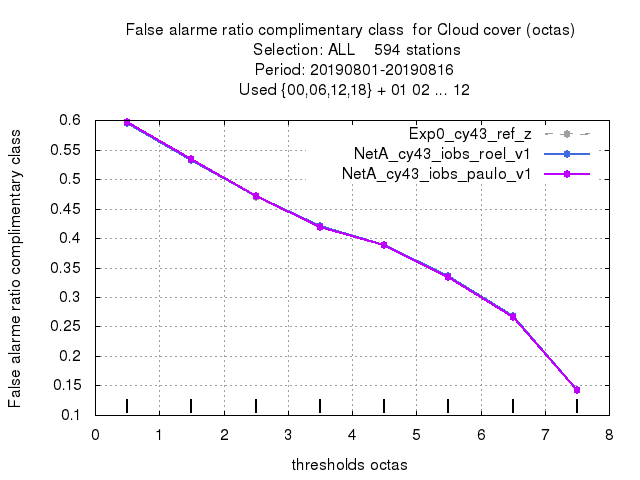 False alarme ratio complimentary class  for Cloud cover (octas)
Selection: ALL    594 stations
Period: 20190801-20190816
Used {00,06,12,18} + 01 02 ... 12
Exp0_cy43_ref_z
NetA_cy43_iobs_roel_v1
NetA_cy43_iobs_paulo_v1
False alarme ratio complimentary class
0.6
0.55
0.5
0.45
0.4
0.35
0.3
0.25
0.2
0.15
0.1
0 1 2 3 4 5 6 7 8
thresholds octas